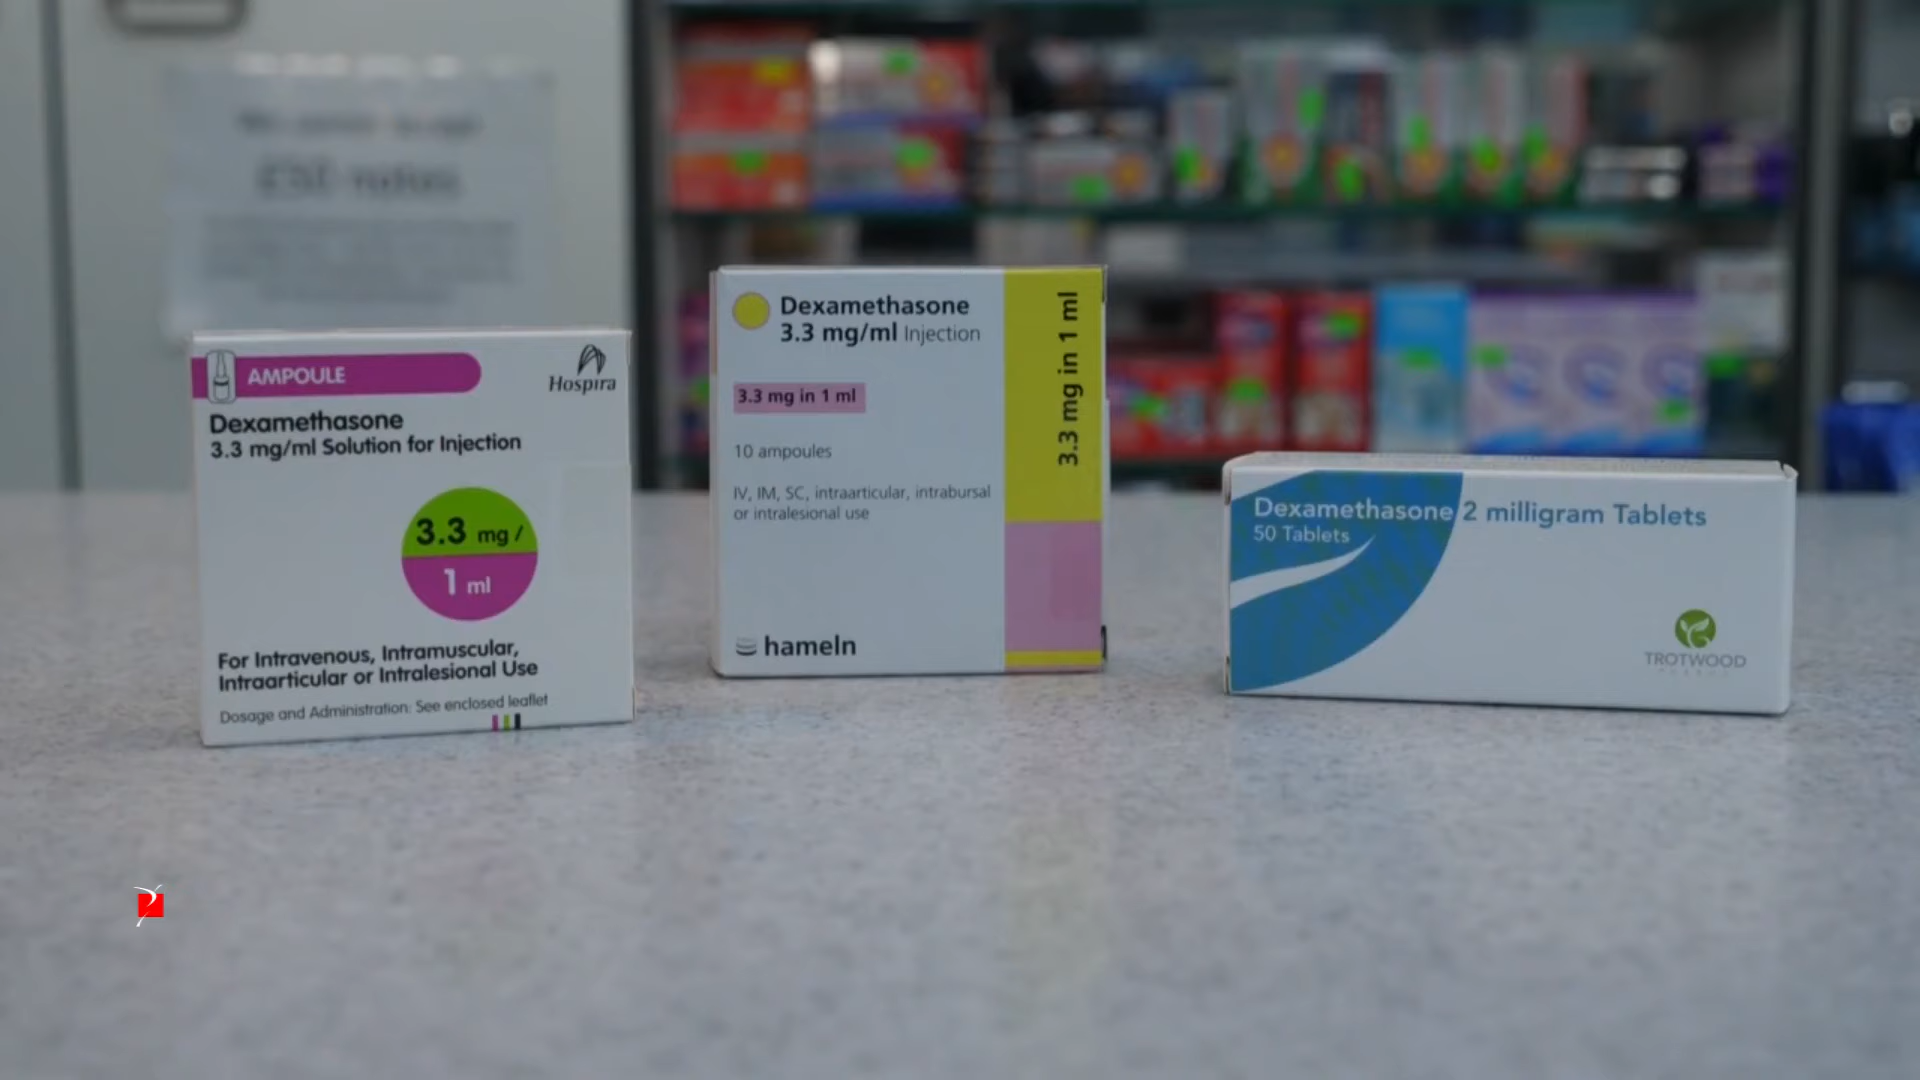 £50 notes
AMPOULE
Hospira
Dexamethasone
3.3 mg/ml Solution for Injection
3.3 mg/
1 ml
For Intravenous, Intramuscular,
Intraarticular or Intralesional Use
Dosage and Administration: See enclosed leaflet
Dexamethasone
3.3 mg/ml Injection
3.3 mg in 1 ml
10 ampoules
IV, IM, SC, intraarticular, intrabursal
or intralesional use
hameln
3.3 mg in 1 ml
Dexamethasone 2 milligram Tablets
50 Tablets
TROTWOOD